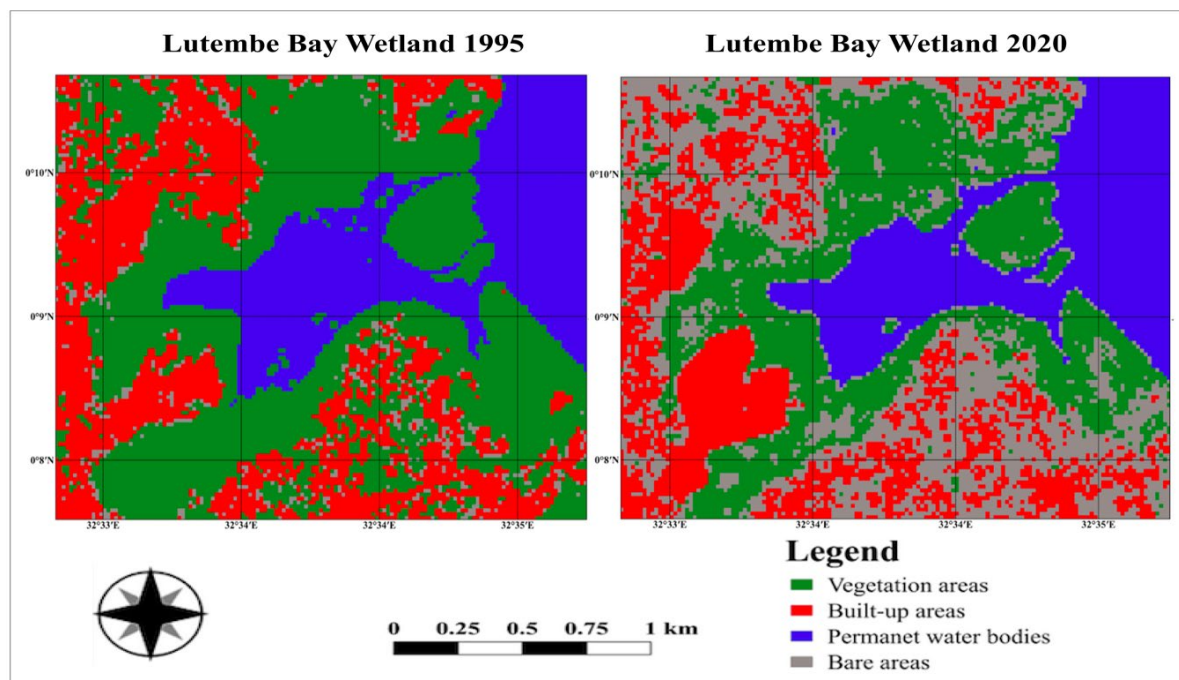 Lutembe Bay Wetland 1995
Lutembe Bay Wetland 2020
0°10'N
0°9'N
0°8'N
32°33'E
32°34'E
32°34'E
32°35'E
0°10'N
0°9'N
0°8'N
32°33'E
32°34'E
32°34'E
32°35'E
Legend
Vegetation areas
Built-up areas
Permanet water bodies
Bare areas
0 0.25 0.5 0.75 1 km